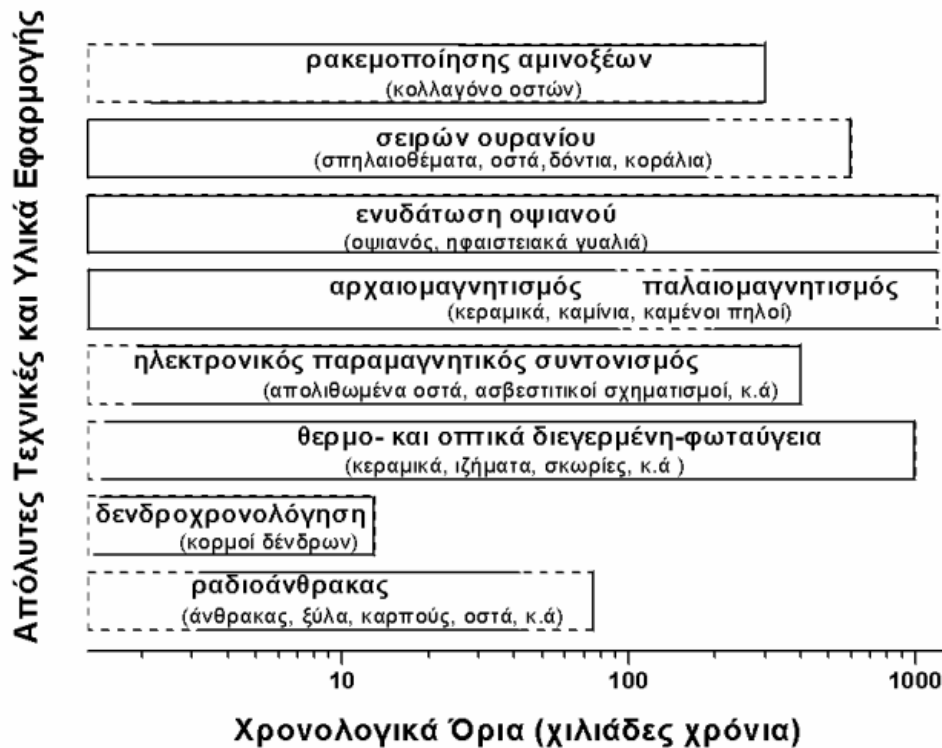 Απόλυτες Τεχνικές και Υλικά Εφαρμογής
ρακεμοποίησης αμινοξέων
(κολλαγόνο οστών)
σειρών ουρανίου
(σπηλαιοθέματα, οστά, δόντια, κοράλια)
ενυδάτωση οψιανού
(οψιανός, ηφαιστειακά γυαλιά)
αρχαιομαγνητισμός παλαιομαγνητισμός
(κεραμικά, καμίνια, καμένοι πηλοί)
ηλεκτρονικός παραμαγνητικός συντονισμός
(απολιθωμένα οστά, ασβεστιτικοί σχηματισμοί, κ.ά)
θερμο- και οπτικά διεγερμένη-φωταύγεια
(κεραμικά, ιζήματα, σκωρίες, κ.ά )
δενδροχρονολόγηση
(κορμοί δένδρων)
ραδιοάνθρακας
(άνθρακας, ξύλα, καρπούς, οστά, κ.ά)
10 100 1000
Χρονολογικά Όρια (χιλιάδες χρόνια)